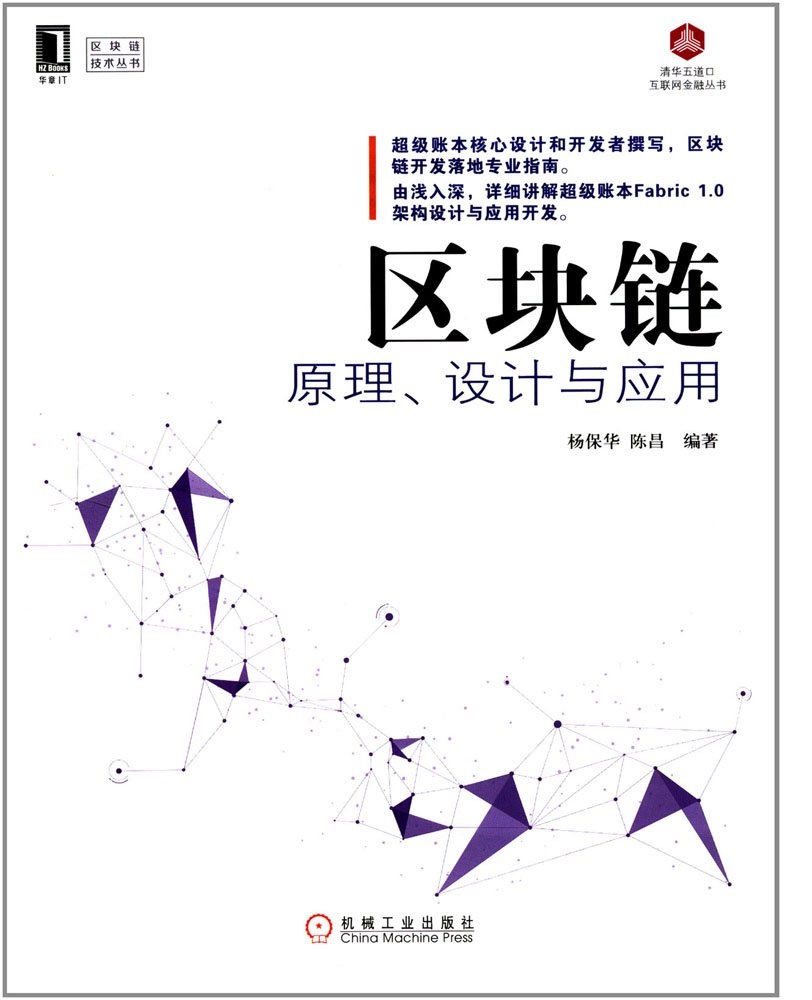 HZ BOOKS
华章IT
区块链
技术丛书
清华五道口
互联网金融丛书
超级账本核心设计和开发者撰写，区块
链开发落地专业指南。
由浅入深，详细讲解超级账本Fabric 1.0
架构设计与应用开发。
区块链
原理、设计与应用
杨保华 陈昌 编著
机械工业出版社
China Machine Press